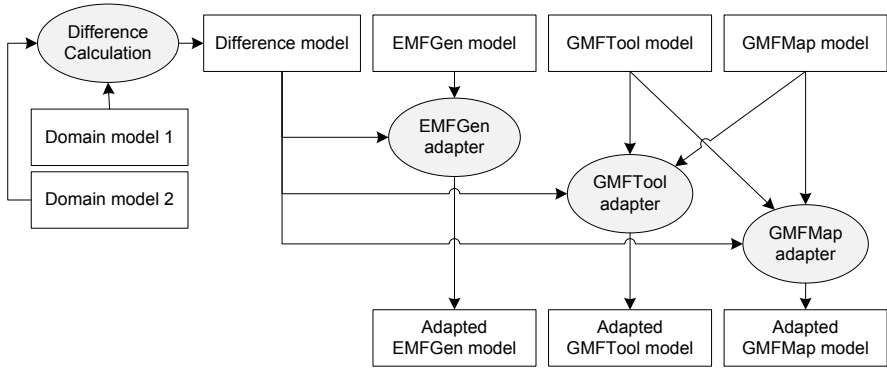 Difference
Calculation
Difference model
EMFGen model
GMFTool model
GMFMap model
Domain model 1
Domain model 2
EMFGen
adapter
GMFTool
adapter
GMFMap
adapter
Adapted
EMFGen model
Adapted
GMFTool model
Adapted
GMFMap model